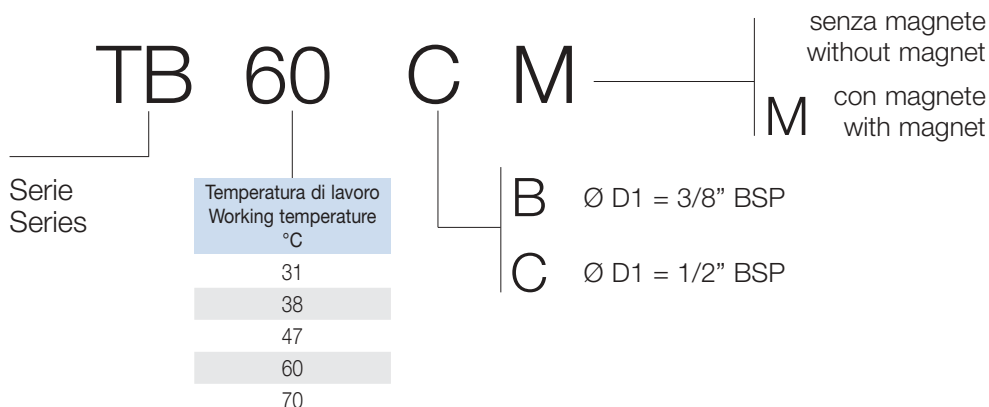 TB 60 C M
senza magnete
without magnet
M con magnete
with magnet
Serie
Series
Temperatura di lavoro
Working temperature
°C
31
38
47
60
70
B Ø D1 = 3/8” BSP
C Ø D1 = 1/2” BSP